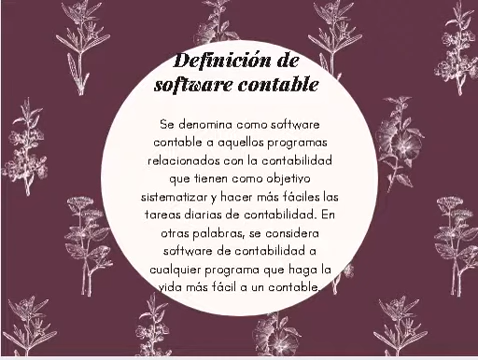 Definición de
software contable
Se denomina como software
contable a aquellos programas
relacionados con la contabilidad
que tienen como objetivo
sistematizar y hacer más fáciles las
tareas diarias de contabilidad. En
otras palabras, se considera
software de contabilidad a
cualquier programa que haga la
vida más fácil a un contable.